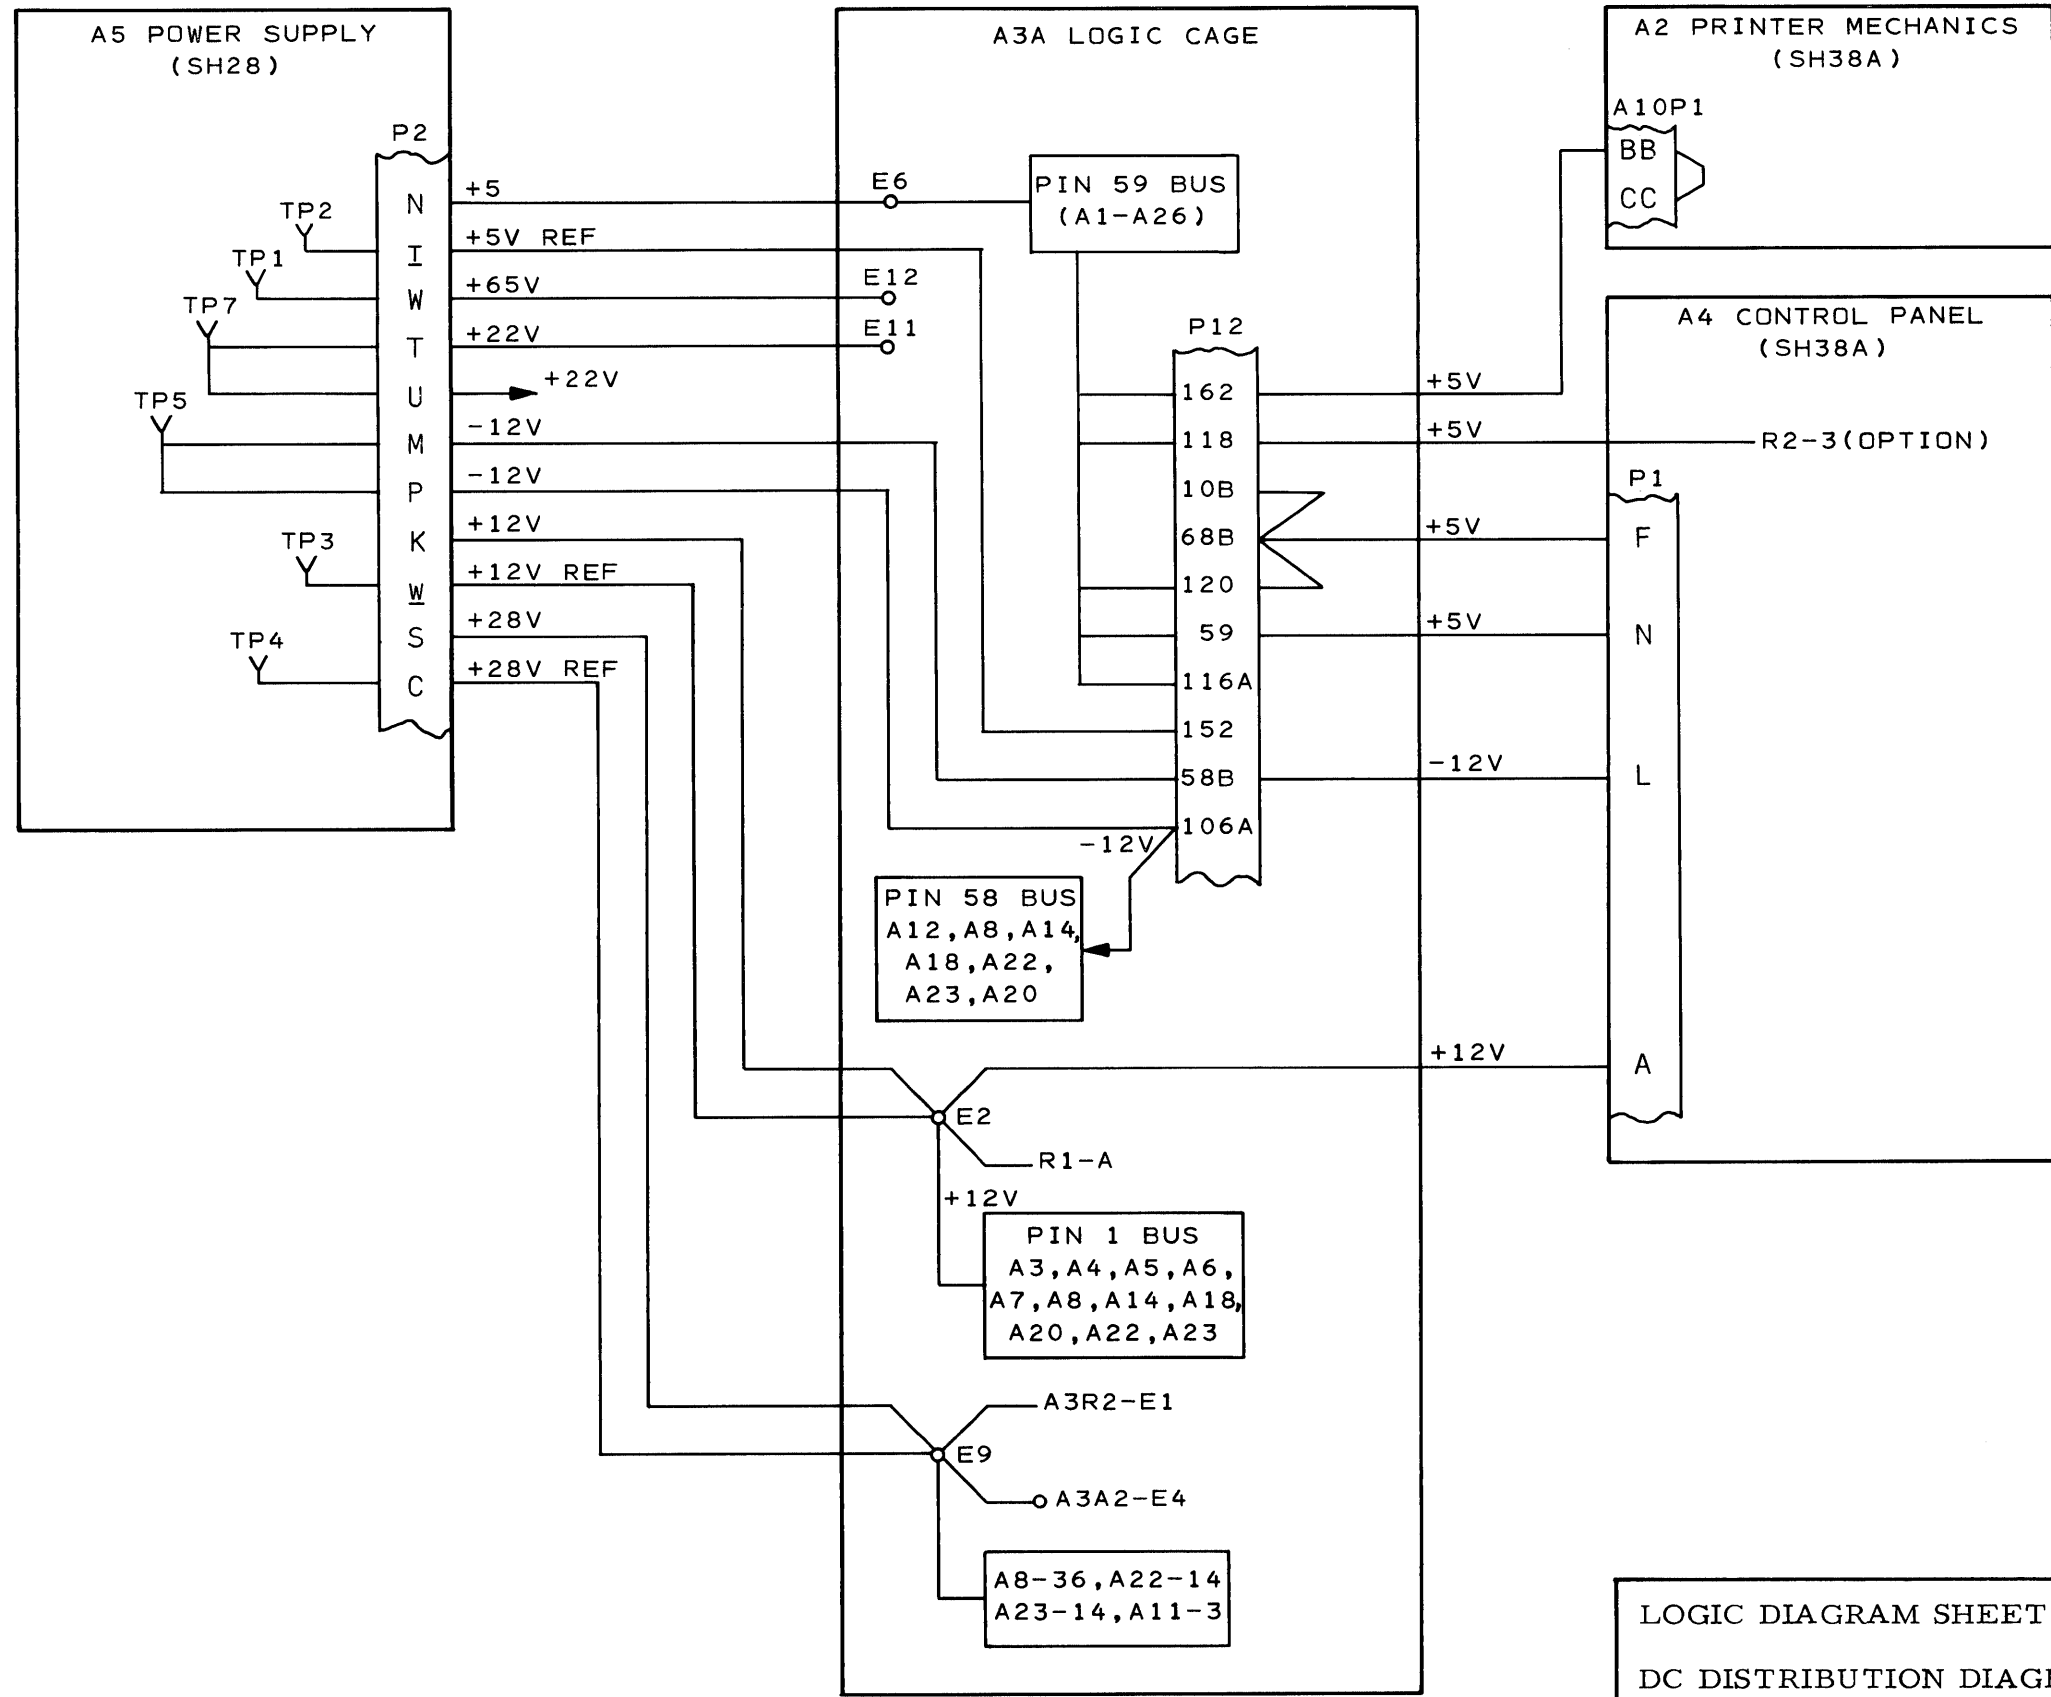 A5 POWER SUPPLY
(SH28)
P2
TP2
TP1
TP7
TP5
TP3
TP4
N
I
W
T
U
M
P
K
W
S
C
+5
+5V REF
+65V
+22V
+22V
-12V
-12V
+12V
+12V REF
+28V
+28V REF
A3A LOGIC CAGE
E6
E12
E11
PIN 59 BUS
(A1-A26)
P12
162
118
10B
68B
120
59
116A
152
58B
106A
-12V
PIN 58 BUS
A12,A8,A14,
A18,A22,
A23,A20
E2
R1-A
+12V
PIN 1 BUS
A3,A4,A5,A6,
A7,A8,A14,A18,
A20,A22,A23
A3R2-E1
E9
A3A2-E4
A8-36,A22-14
A23-14,A11-3
+5V
+5V
+5V
+5V
-12V
+12V
A2 PRINTER MECHANICS
(SH38A)
A10P1
BB
CC
A4 CONTROL PANEL
(SH38A)
R2-3(OPTION)
P1
F
N
L
A
LOGIC DIAGRAM SHEET
DC DISTRIBUTION